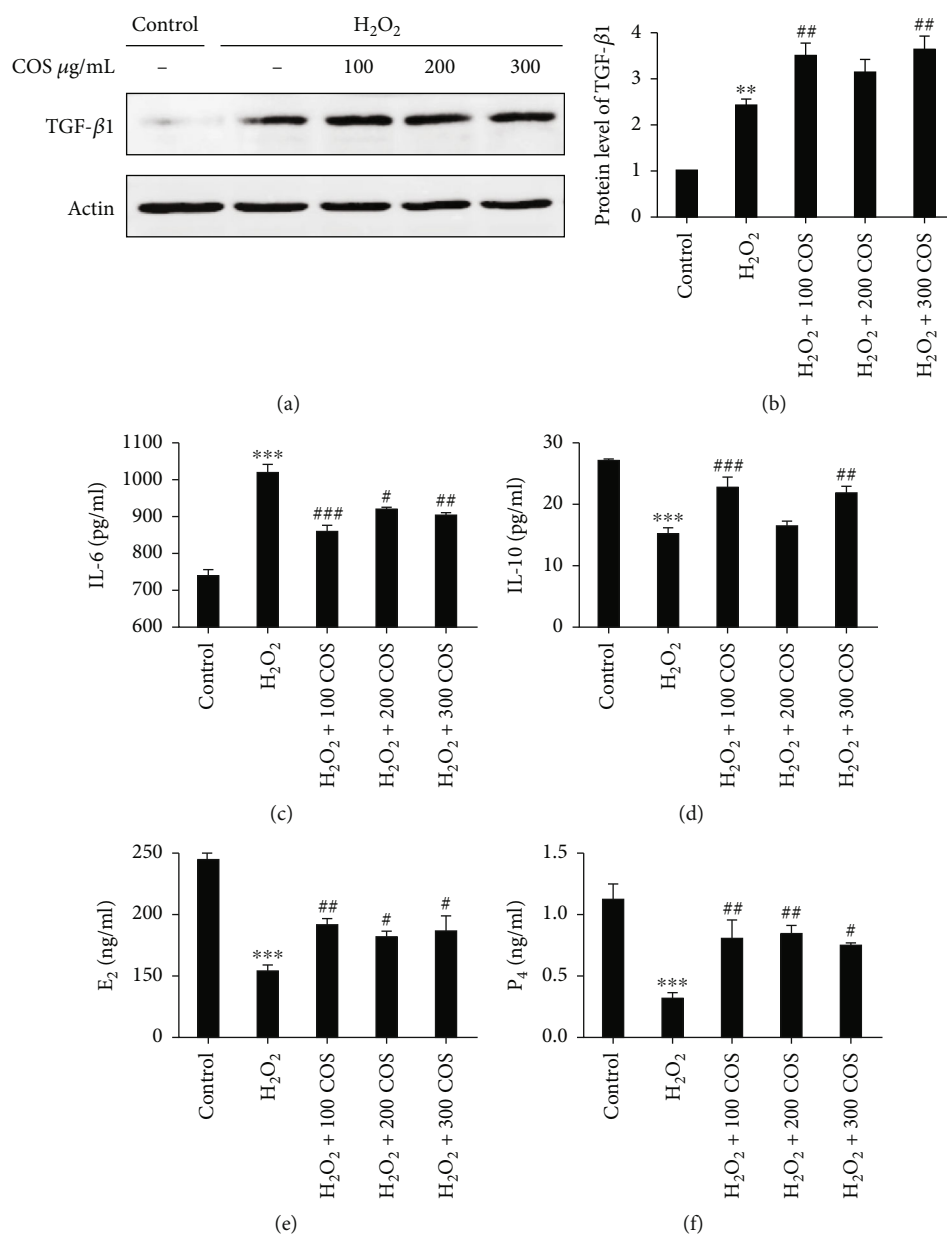 Control H₂O₂
COS μg/mL – – 100 200 300
TGF-β1
Actin
(a)
Protein level of TGF-β1
4
3
2
1
0
## ** ##
Control
H₂O₂
H₂O₂ + 100 COS
H₂O₂ + 200 COS
H₂O₂ + 300 COS
(b)
IL-6 (pg/ml)
1100
1000
900
800
700
600
*** ### # ##
Control
H₂O₂
H₂O₂ + 100 COS
H₂O₂ + 200 COS
H₂O₂ + 300 COS
(c)
IL-10 (pg/ml)
30
20
10
0
*** ### ##
Control
H₂O₂
H₂O₂ + 100 COS
H₂O₂ + 200 COS
H₂O₂ + 300 COS
(d)
E₂ (ng/ml)
250
200
150
0
*** ## # #
Control
H₂O₂
H₂O₂ + 100 COS
H₂O₂ + 200 COS
H₂O₂ + 300 COS
(e)
P₄ (ng/ml)
1.5
1.0
0.5
0.0
*** ## ## #
Control
H₂O₂
H₂O₂ + 100 COS
H₂O₂ + 200 COS
H₂O₂ + 300 COS
(f)